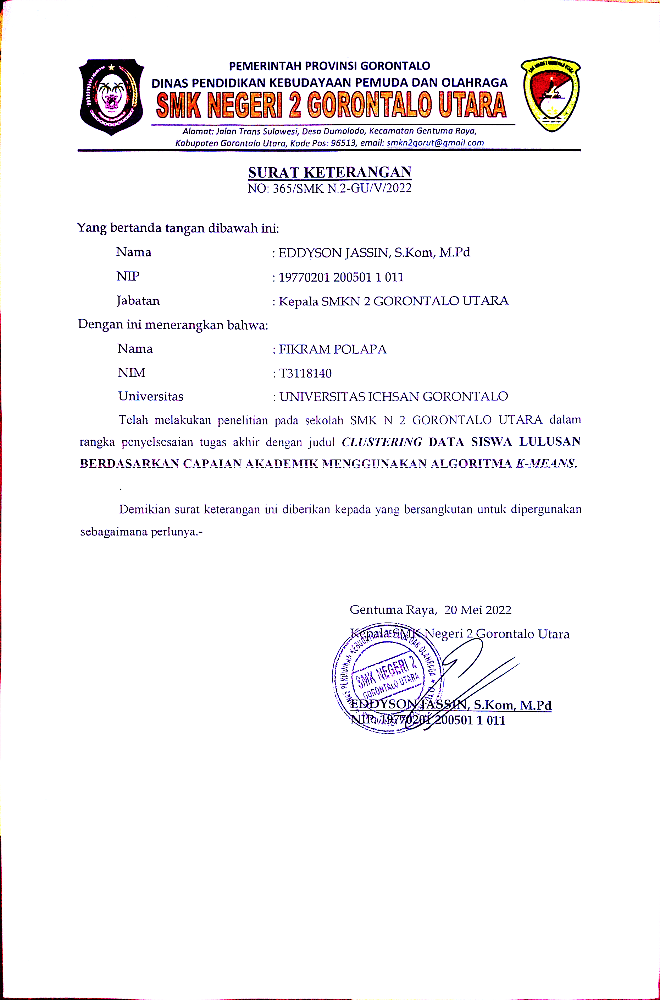 PEMERINTAH PROVINSI GORONTALO
DINAS PENDIDIKAN KEBUDAYAAN PEMUDA DAN OLAHRAGA
SMK NEGERI 2 GORONTALO UTARA
Alamat: Jalan Trans Sulawesi, Desa Dumolodo, Kecamatan Gentuma Raya,
Kabupaten Gorontalo Utara, Kode Pos: 96513, email: smkn2gorut@gmail.com
SURAT KETERANGAN
NO: 365/SMK N.2-GU/V/2022
Yang bertanda tangan dibawah ini:
Nama : EDDYSON JASSIN, S.Kom, M.Pd
NIP : 19770201 200501 1 011
Jabatan : Kepala SMKN 2 GORONTALO UTARA
Dengan ini menerangkan bahwa:
Nama : FIKRAM POLAPA
NIM : T3118140
Universitas : UNIVERSITAS ICHSAN GORONTALO
Telah melakukan penelitian pada sekolah SMK N 2 GORONTALO UTARA dalam
rangka penyelsesaian tugas akhir dengan judul CLUSTERING DATA SISWA LULUSAN
BERDASARKAN CAPAIAN AKADEMIK MENGGUNAKAN ALGORITMA K-MEANS.
.
Demikian surat keterangan ini diberikan kepada yang bersangkutan untuk dipergunakan
sebagaimana perlunya.-
Gentuma Raya, 20 Mei 2022
Kepala SMK Negeri 2 Gorontalo Utara
SMK NEGERI 2
GORONTALO UTARA
EDDYSON JASSIN, S.Kom, M.Pd
NIP. 19770201 200501 1 011